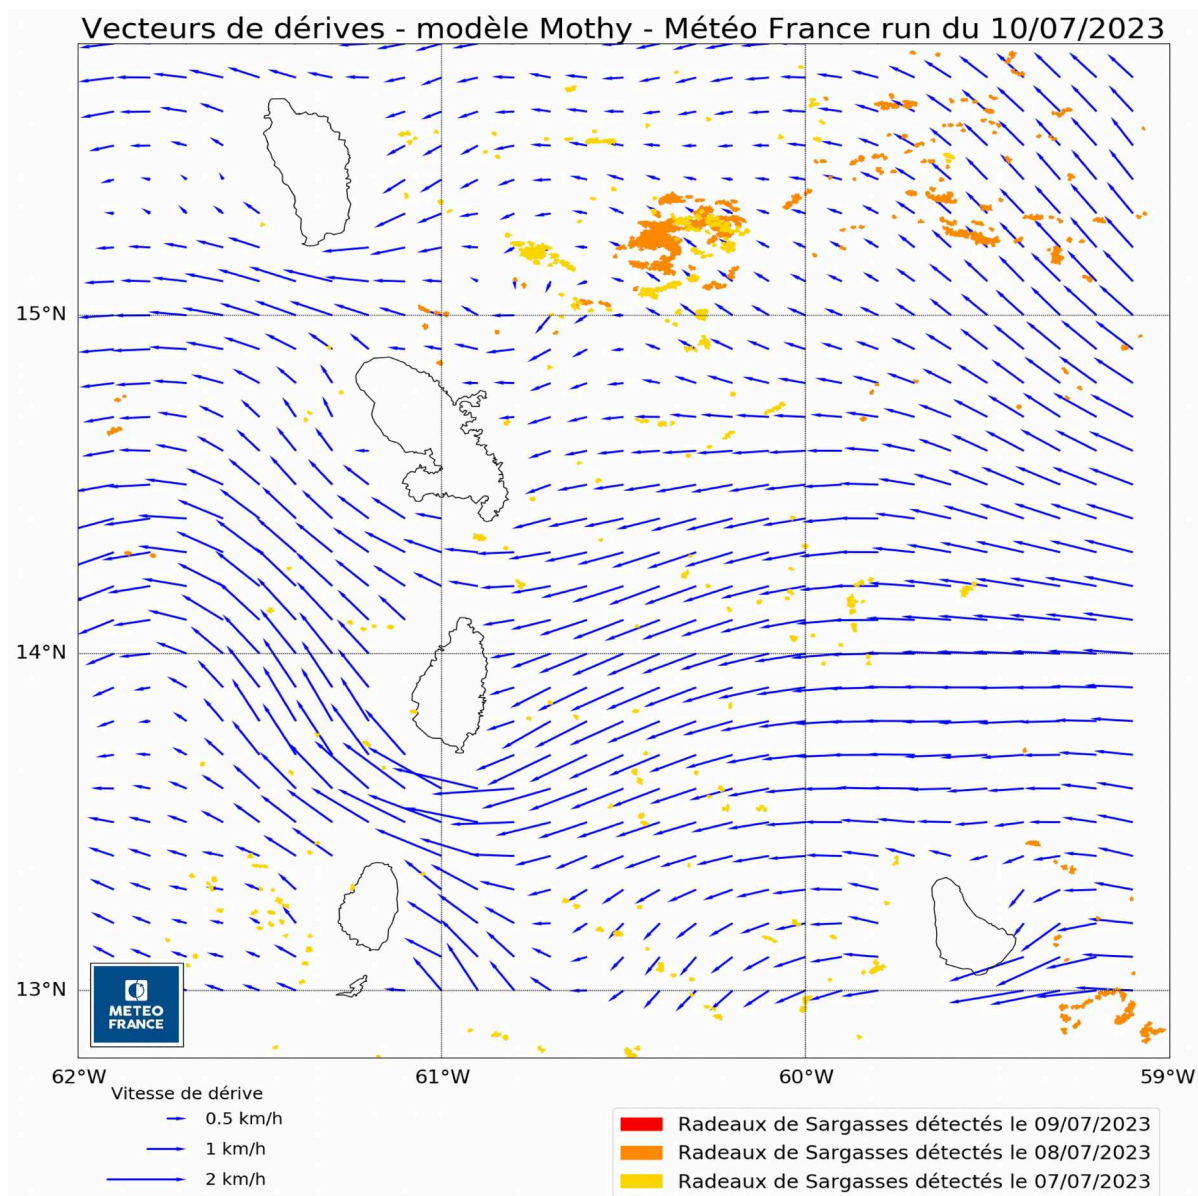 Vecteurs de dérives - modèle Mothy - Météo France run du 10/07/2023
15°N
14°N
13°N
METEO
FRANCE
62°W
61°W
60°W
59°W
Vitesse de dérive
0.5 km/h
1 km/h
2 km/h
Radeaux de Sargasses détectés le 09/07/2023
Radeaux de Sargasses détectés le 08/07/2023
Radeaux de Sargasses détectés le 07/07/2023